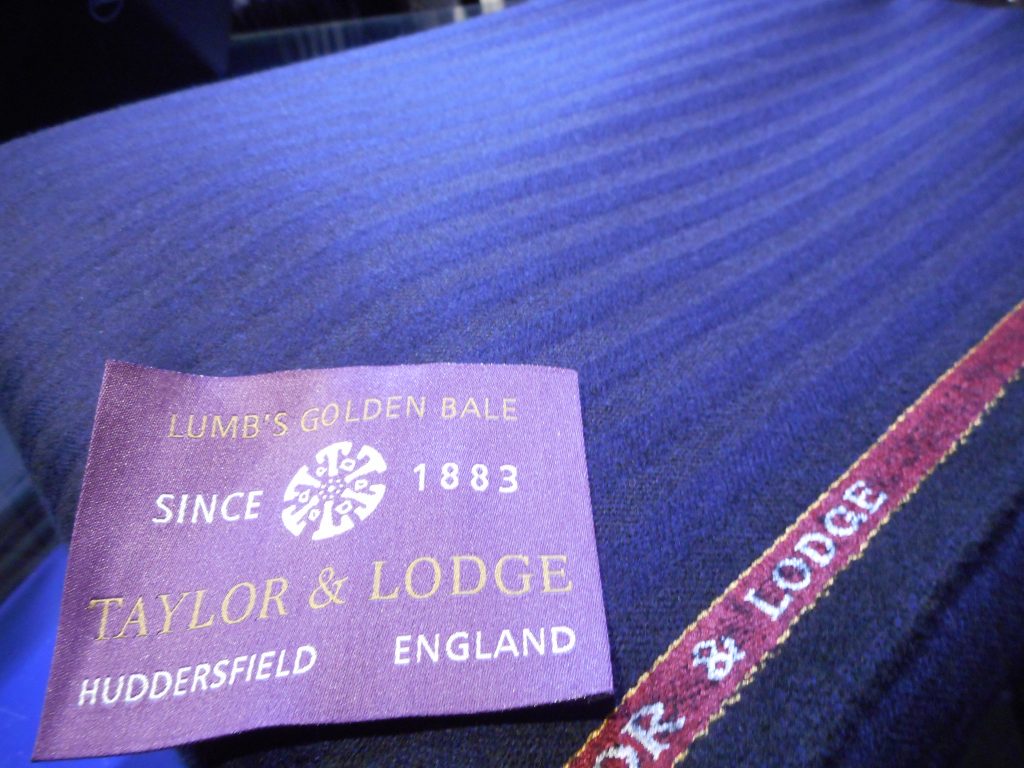 LUMB'S GOLDEN BALE
SINCE 1883
TAYLOR & LODGE
HUDDERSFIELD ENGLAND
OR & LODGE